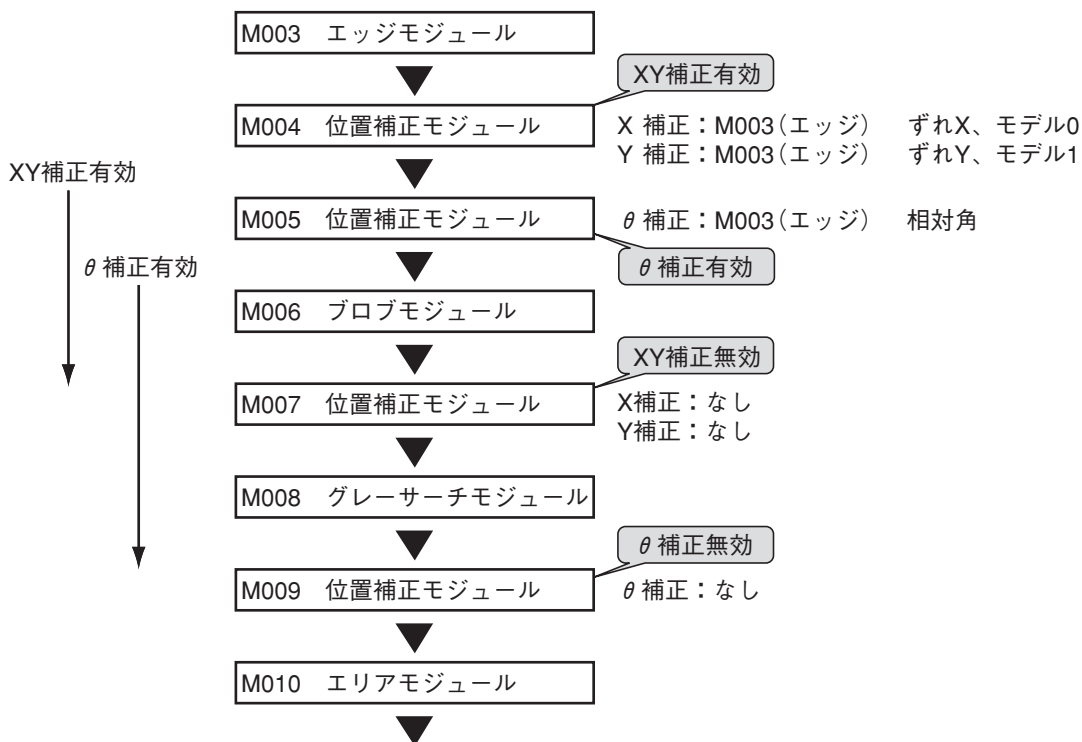 M003 エッジモジュール
XY補正有効
M004 位置補正モジュール
X 補正：M003（エッジ） ずれX、モデル0
Y 補正：M003（エッジ） ずれY、モデル1
XY補正有効
M005 位置補正モジュール
θ 補正：M003（エッジ） 相対角
θ 補正有効
θ 補正有効
M006 ブロブモジュール
XY補正無効
M007 位置補正モジュール
X補正：なし
Y補正：なし
M008 グレーサーチモジュール
θ 補正無効
M009 位置補正モジュール
θ 補正：なし
M010 エリアモジュール